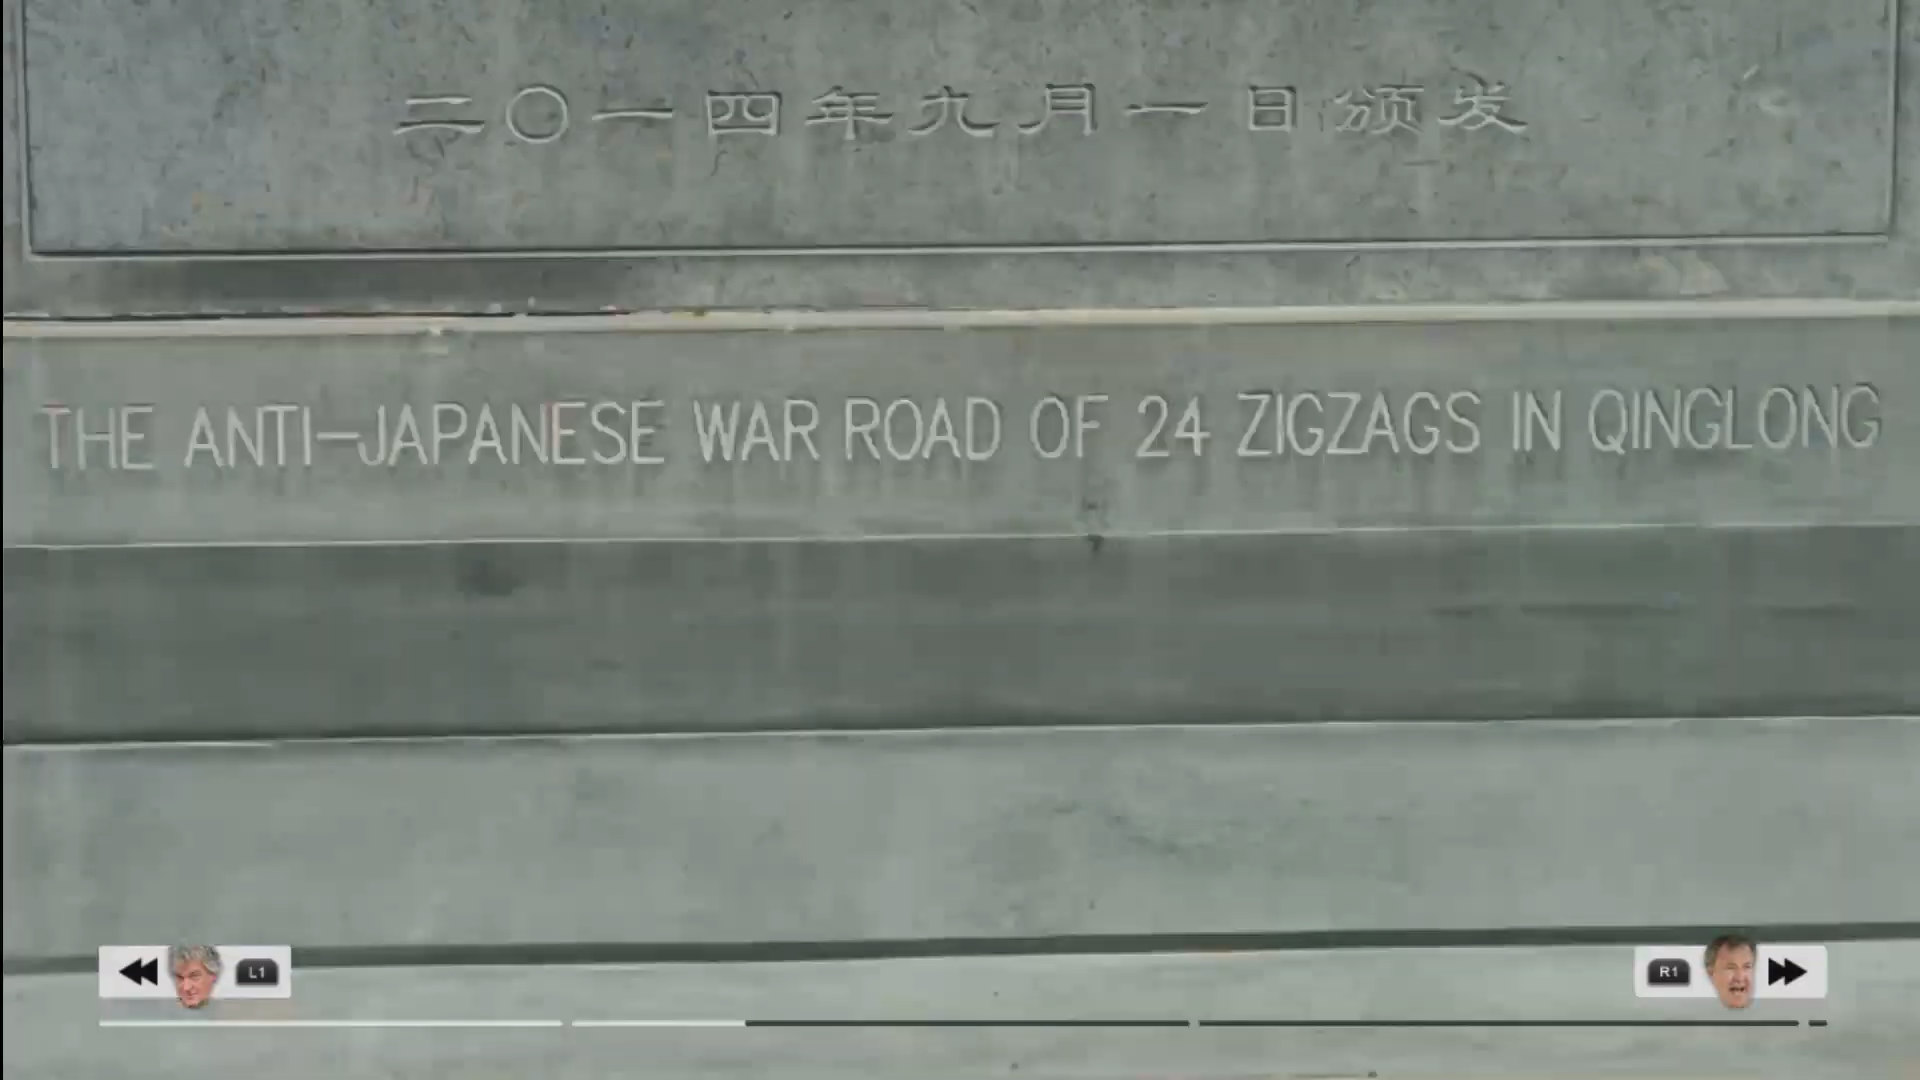 二〇一四年九月一日颁发
THE ANTI-JAPANESE WAR ROAD OF 24 ZIGZAGS IN QINGLONG
L1
R1